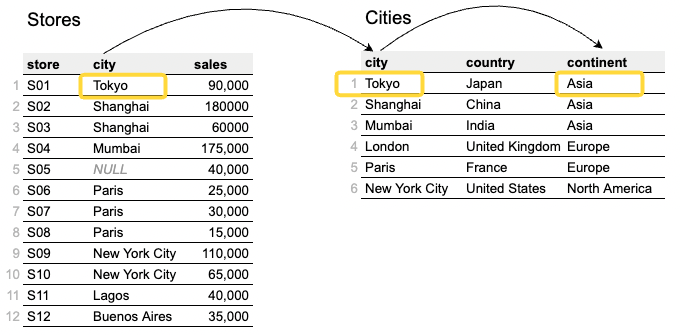 Stores
store city sales
1 S01 Tokyo 90,000
2 S02 Shanghai 180000
3 S03 Shanghai 60000
4 S04 Mumbai 175,000
5 S05 NULL 40,000
6 S06 Paris 25,000
7 S07 Paris 30,000
8 S08 Paris 15,000
9 S09 New York City 110,000
10 S10 New York City 65,000
11 S11 Lagos 40,000
12 S12 Buenos Aires 35,000
Cities
city country continent
1 Tokyo Japan Asia
2 Shanghai China Asia
3 Mumbai India Asia
4 London United Kingdom Europe
5 Paris France Europe
6 New York City United States North America